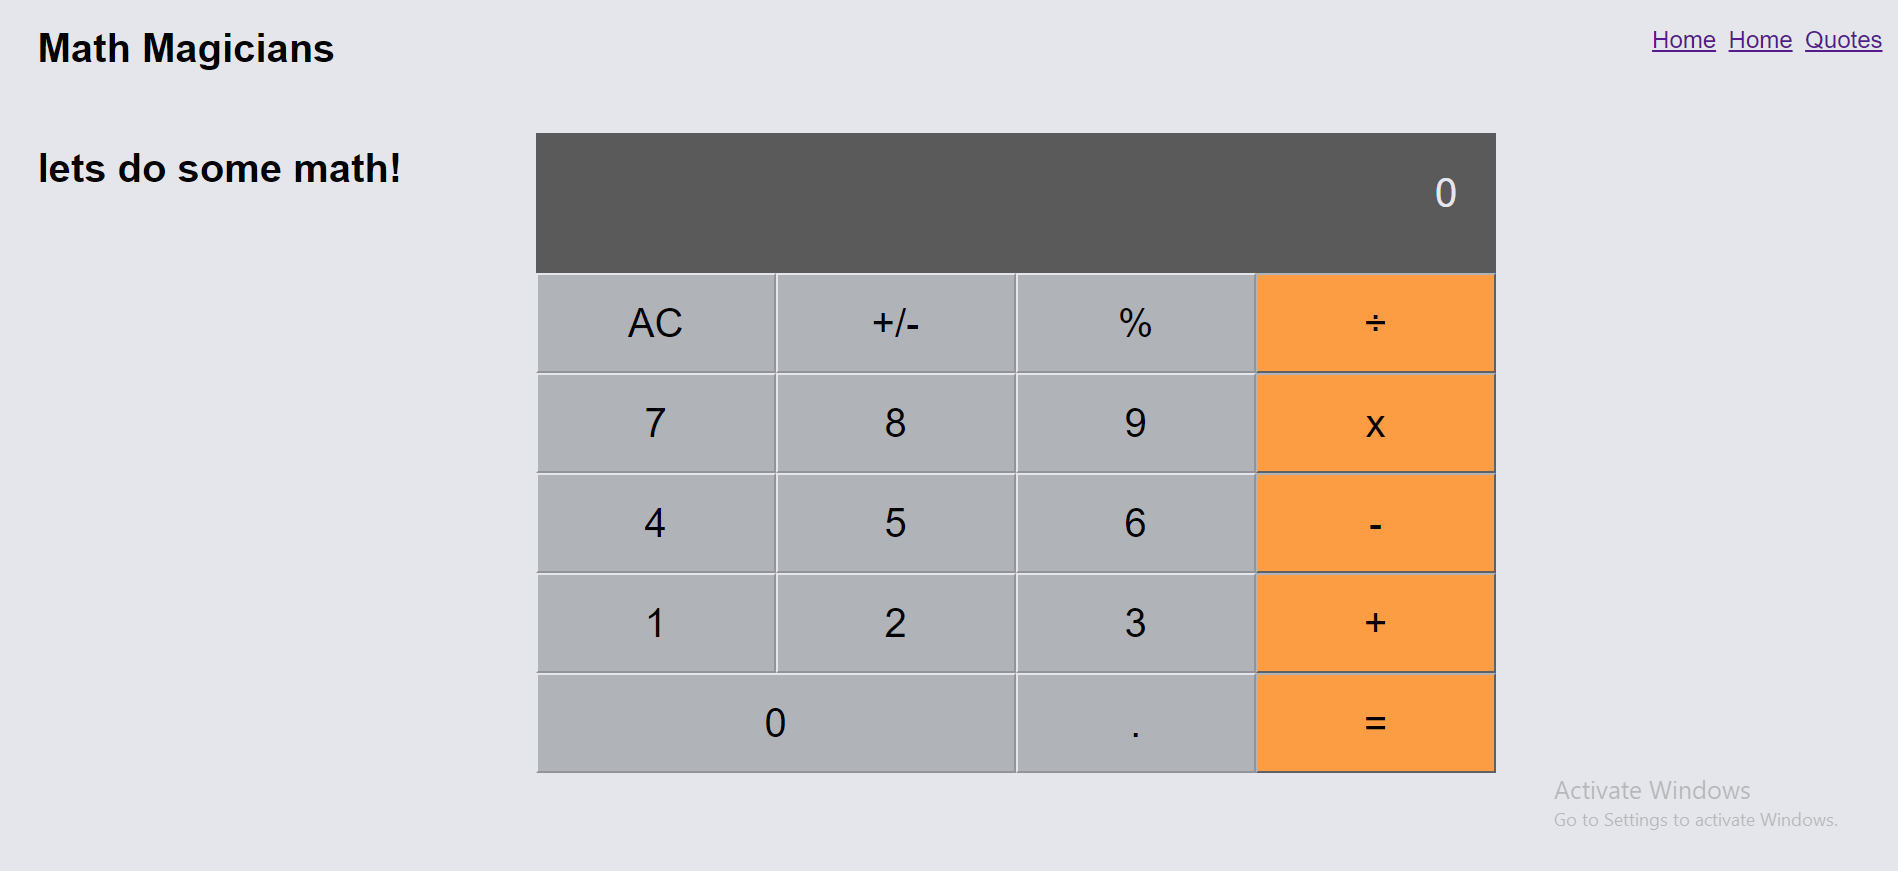 Math Magicians
Home Home Quotes
lets do some math!
0
AC +/- % ÷
7 8 9 x
4 5 6 -
1 2 3 +
0 . =
Activate Windows
Go to Settings to activate Windows.